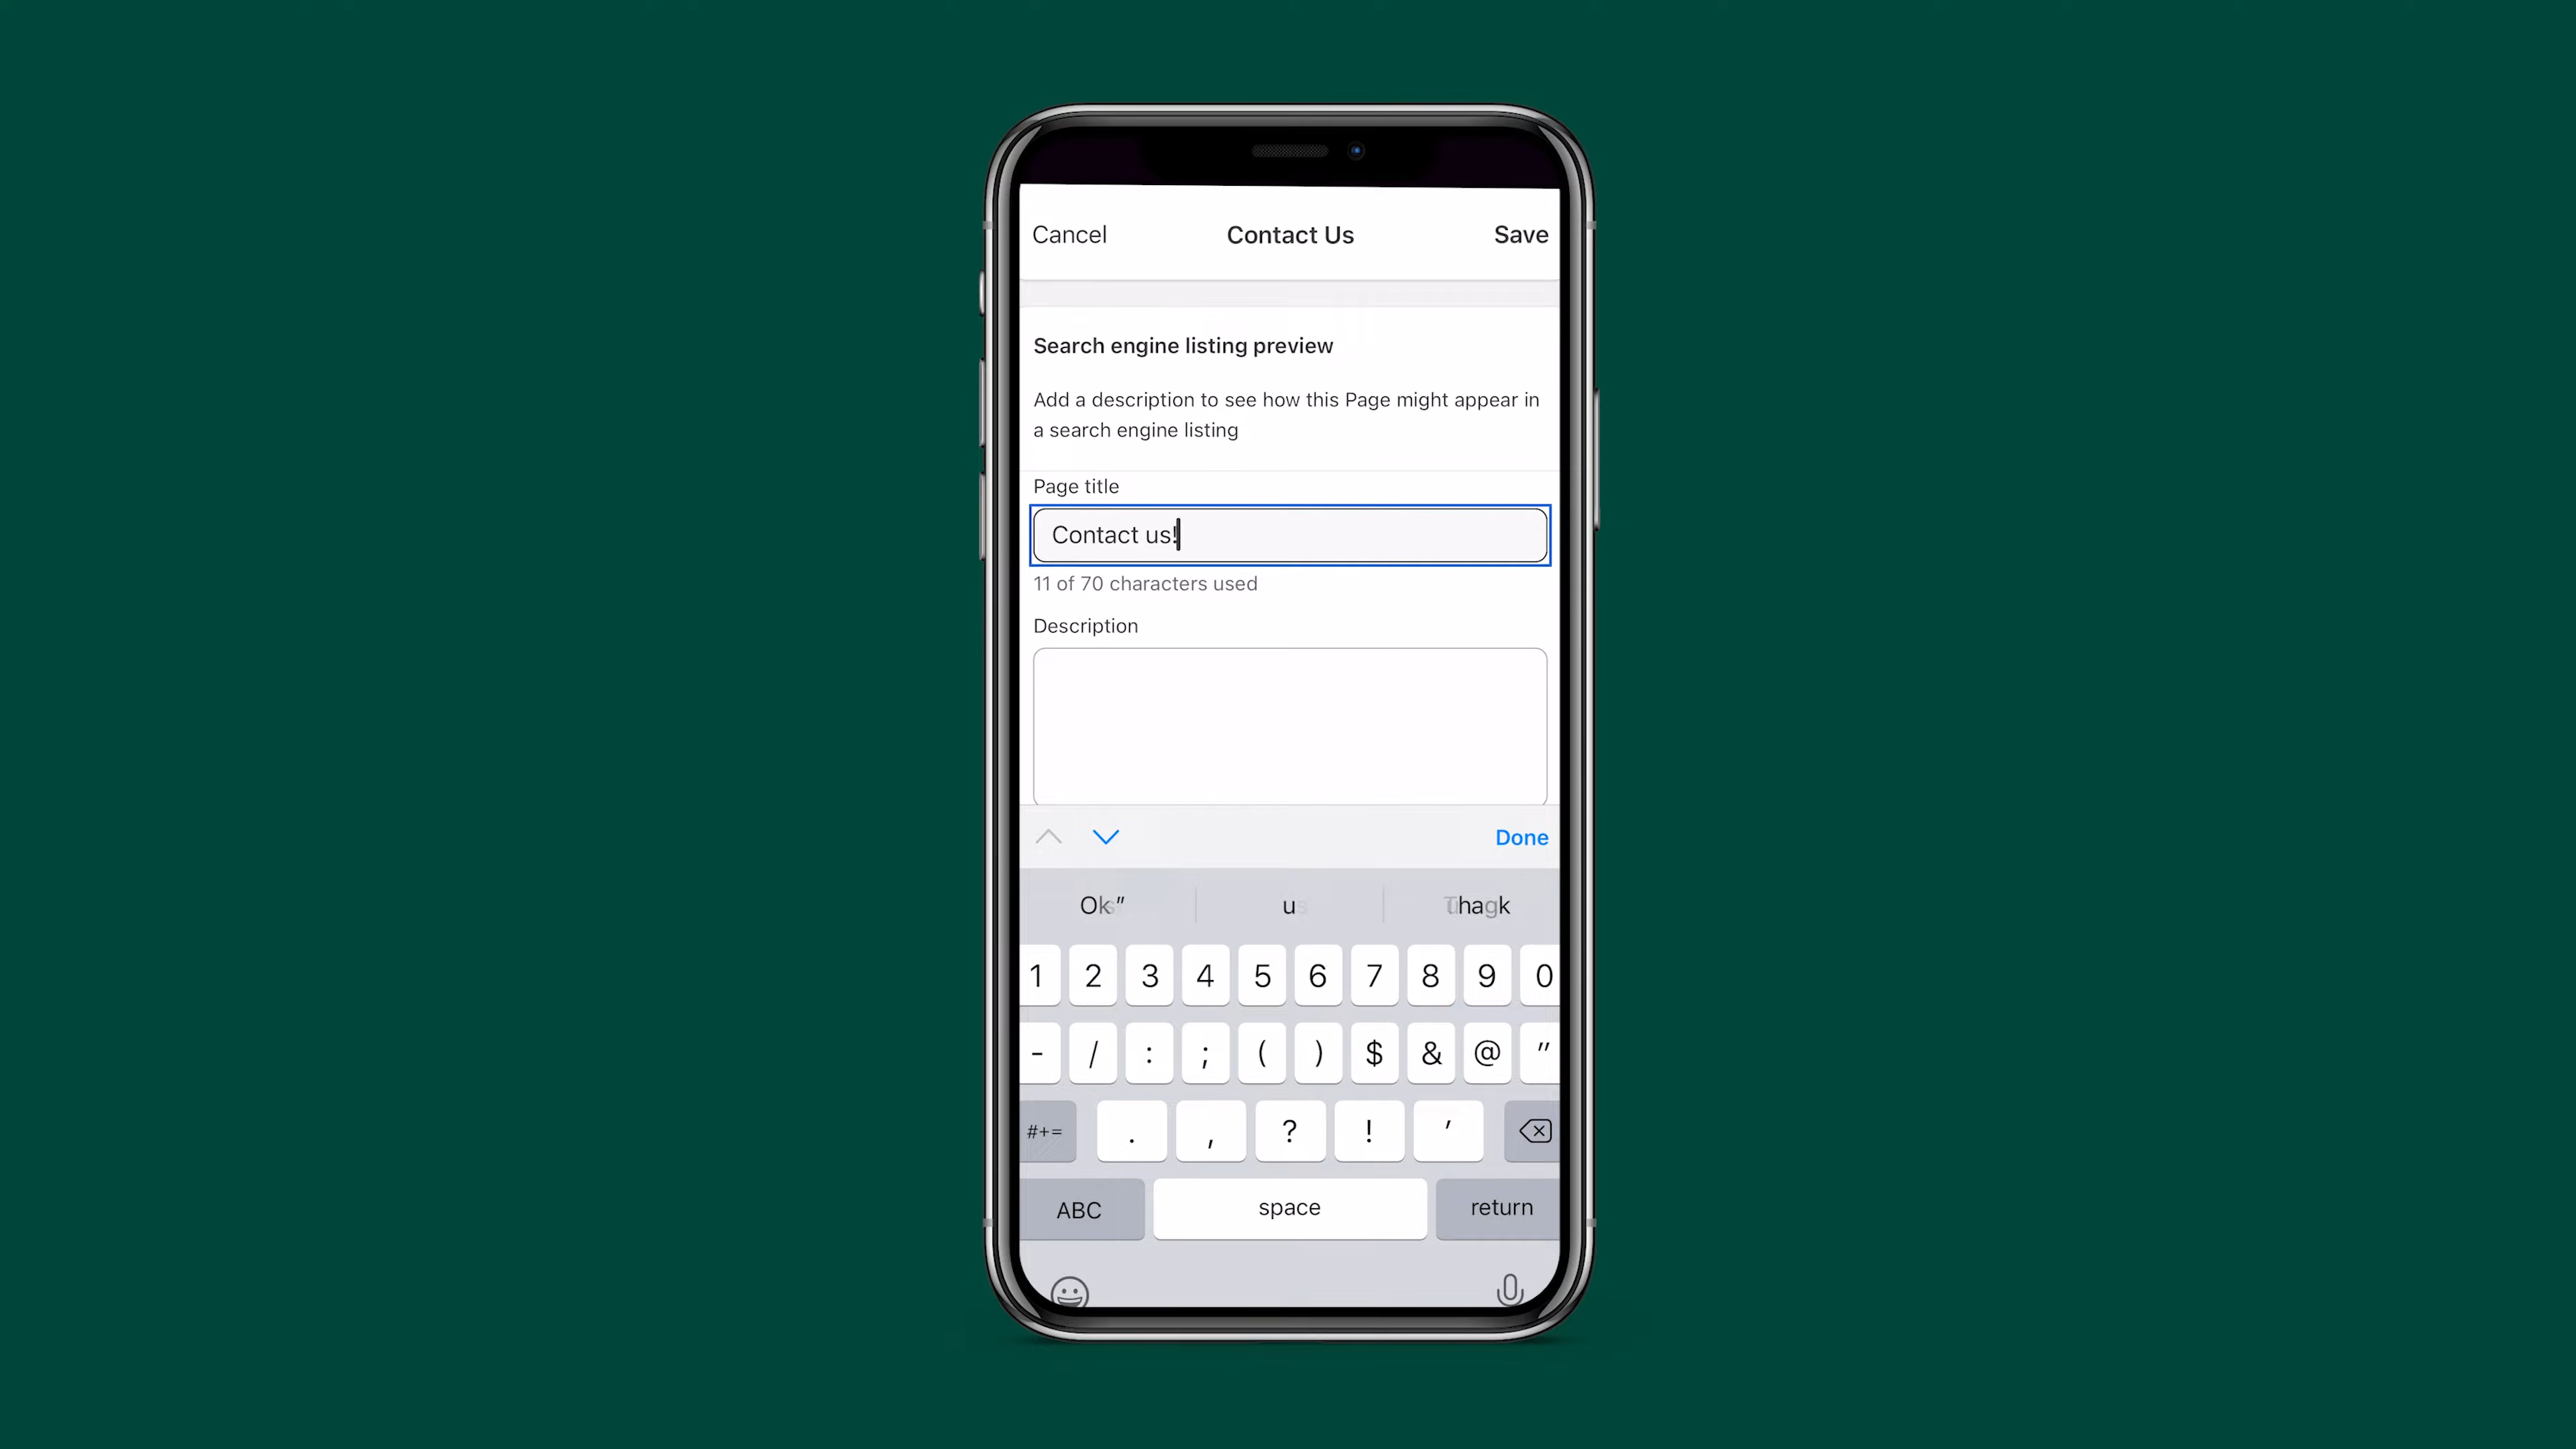 Cancel Contact Us Save
Search engine listing preview
Add a description to see how this Page might appear in
a search engine listing
Page title
Contact us!
11 of 70 characters used
Description
Done
1 2 3 4 5 6 7 8 9 0
- / : ; ( ) $ & @ "
#+= . , ? ! '
ABC space return